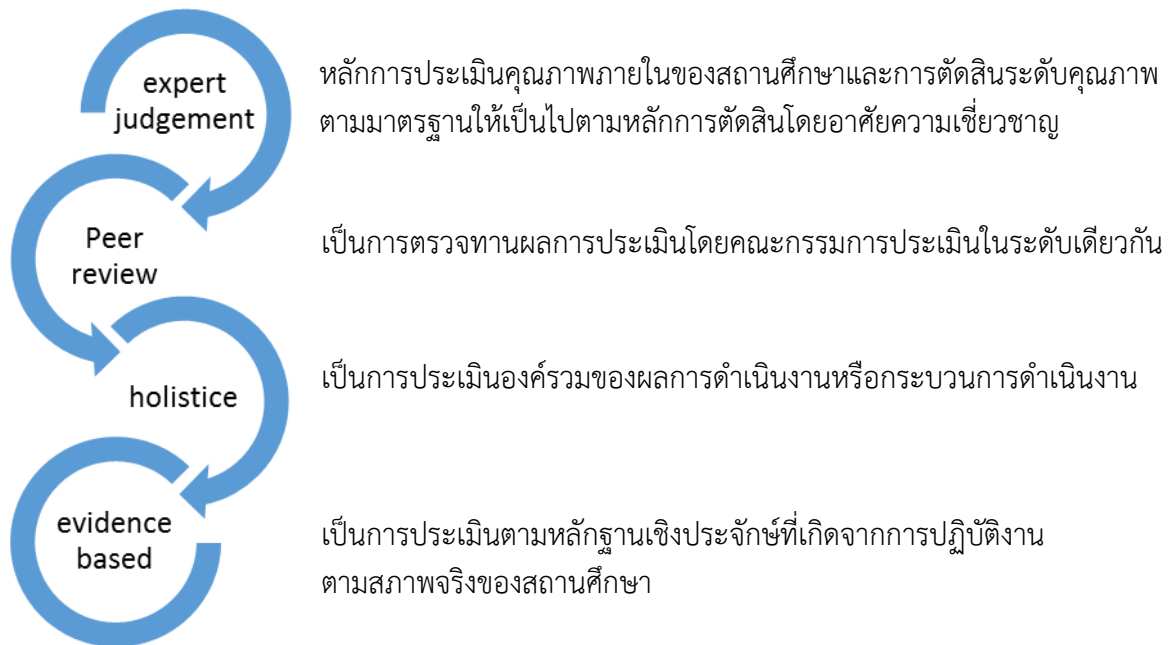 expert
judgement
หลักการประเมินคุณภาพภายในของสถานศึกษาและการตัดสินระดับคุณภาพ
ตามมาตรฐานให้เป็นไปตามหลักการตัดสินโดยอาศัยความเชี่ยวชาญ
Peer
review
เป็นการตรวจทานผลการประเมินโดยคณะกรรมการประเมินในระดับเดียวกัน
holistice
เป็นการประเมินองค์รวมของผลการดำเนินงานหรือกระบวนการดำเนินงาน
evidence
based
เป็นการประเมินตามหลักฐานเชิงประจักษ์ที่เกิดจากการปฏิบัติงาน
ตามสภาพจริงของสถานศึกษา